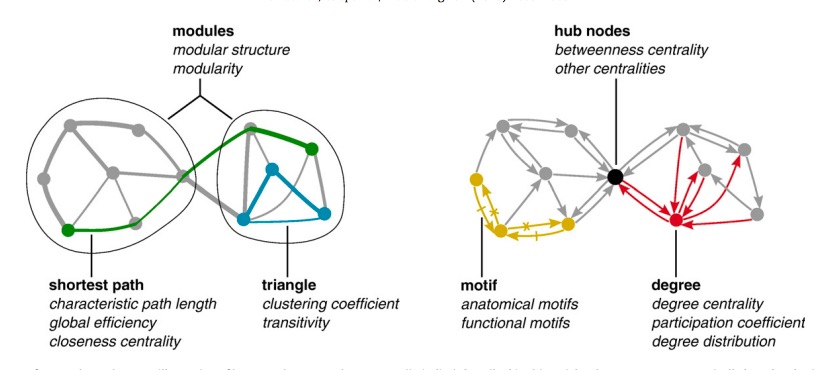 modules
modular structure
modularity
hub nodes
betweenness centrality
other centralities
shortest path
characteristic path length
global efficiency
closeness centrality
triangle
clustering coefficient
transitivity
motif
anatomical motifs
functional motifs
degree
degree centrality
participation coefficient
degree distribution